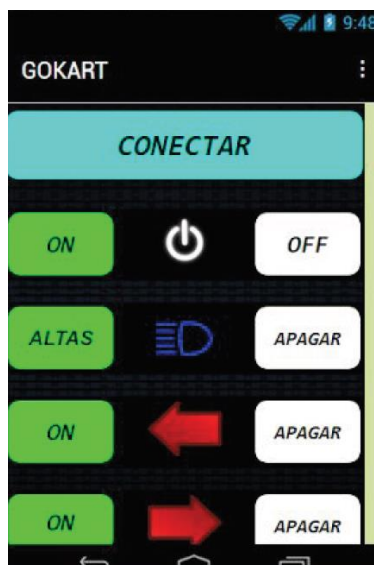 9:48
GOKART
CONECTAR
ON OFF
ALTAS APAGAR
ON APAGAR
ON APAGAR